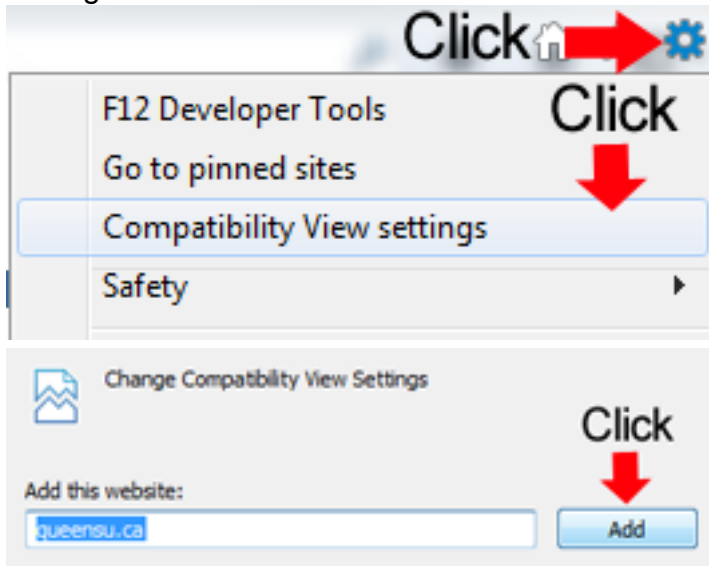 Click
F12 Developer Tools
Click
Go to pinned sites
Compatibility View settings
Safety
Change Compatibility View Settings
Click
Add this website:
queensu.ca
Add